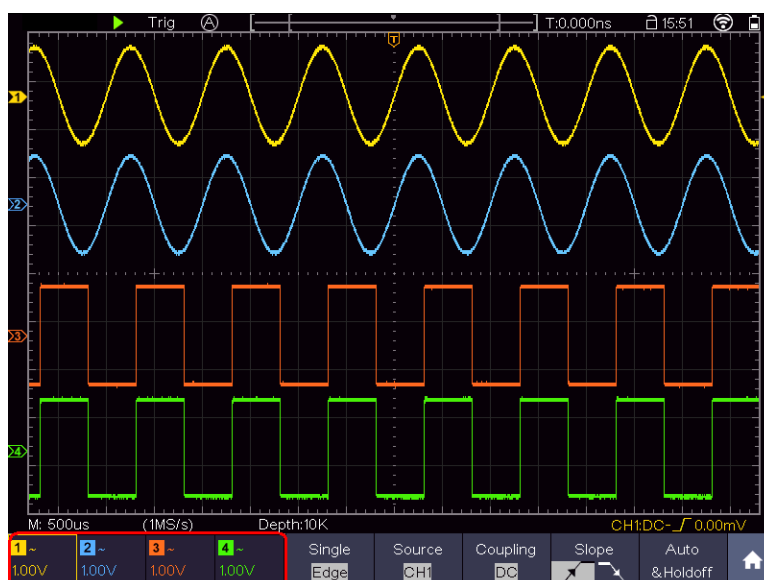 Trig A T:0.000ns 15:51
T
1
2
3
4
M: 500us (1MS/s) Depth:10K CH1:DC- 0.00mV
1 ~ 2 ~ 3 ~ 4 ~ Single Source Coupling Slope Auto
1.00V 1.00V 1.00V 1.00V Edge CH1 DC &Holdoff